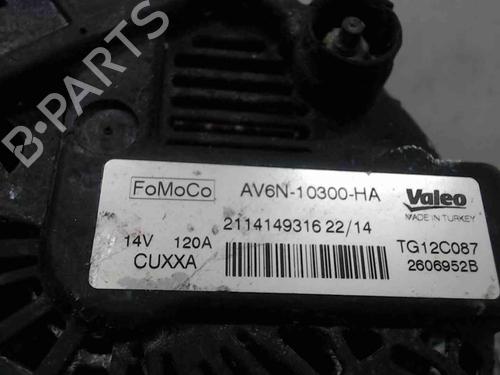 B-PARTS
FoMoCo AV6N-10300-HA Valeo
MADE IN TURKEY
2114149316 22/14
14V 120A TG12C087
CUXXA 2606952B